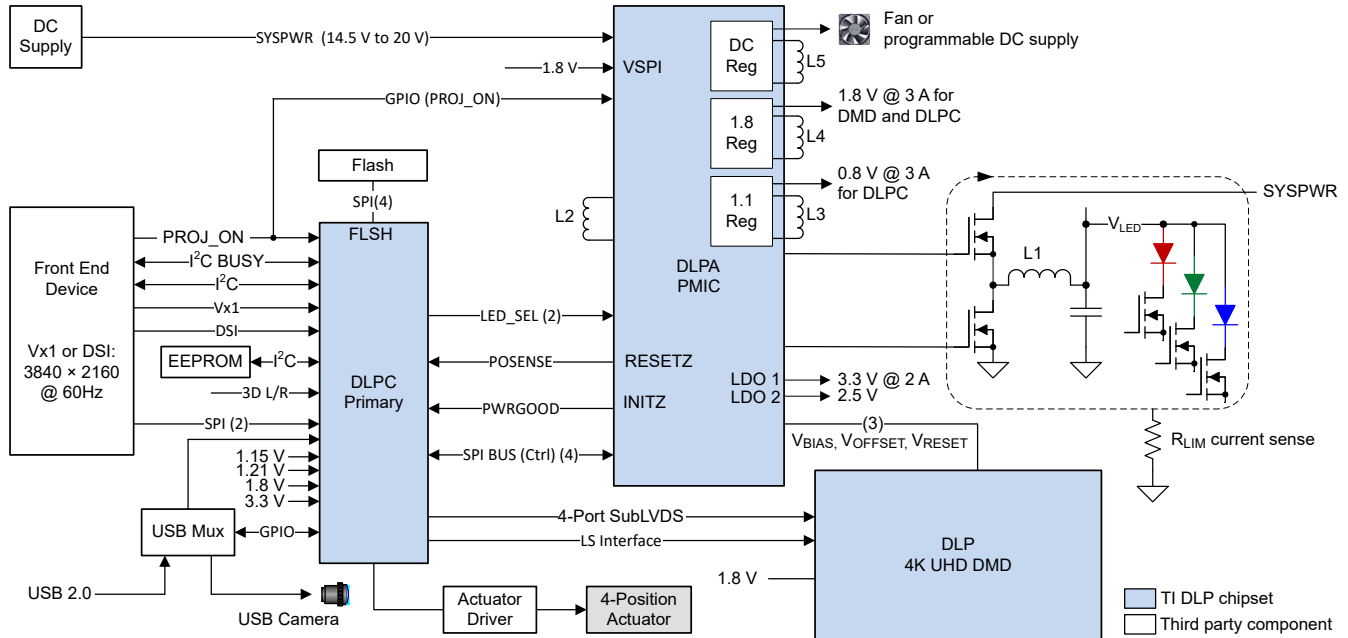 DC
Supply
SYSPWR (14.5 V to 20 V)
1.8 V
VSPI
GPIO (PROJ_ON)
DC
Reg
L5
Fan or
programmable DC supply
1.8
Reg
L4
1.8 V @ 3 A for
DMD and DLPC
1.1
Reg
L3
0.8 V @ 3 A
for DLPC
Flash
SPI(4)
FLSH
L2
DLPA
PMIC
SYSPWR
V_LED
L1
Front End
Device
Vx1 or DSI:
3840 × 2160
@ 60Hz
PROJ_ON
I²C BUSY
I²C
Vx1
DSI
EEPROM
I²C
3D L/R
SPI (2)
1.15 V
1.21 V
1.8 V
3.3 V
DLPC
Primary
LED_SEL (2)
POSENSE
RESETZ
PWRGOOD
INITZ
SPI BUS (Ctrl) (4)
LDO 1
3.3 V @ 2 A
LDO 2
2.5 V
(3)
V_BIAS, V_OFFSET, V_RESET
R_LIM current sense
USB Mux
GPIO
4-Port SubLVDS
LS Interface
DLP
4K UHD DMD
1.8 V
USB 2.0
USB Camera
Actuator
Driver
4-Position
Actuator
TI DLP chipset
Third party component